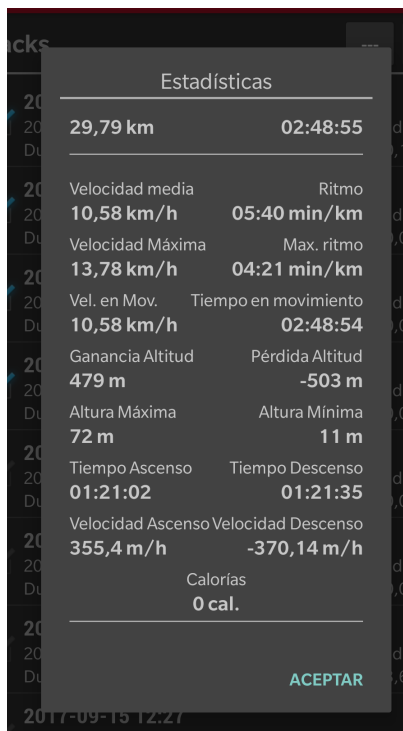 acks
Estadísticas
29,79 km 02:48:55
Velocidad media Ritmo
10,58 km/h 05:40 min/km
Velocidad Máxima Max. ritmo
13,78 km/h 04:21 min/km
Vel. en Mov. Tiempo en movimiento
10,58 km/h 02:48:54
Ganancia Altitud Pérdida Altitud
479 m -503 m
Altura Máxima Altura Mínima
72 m 11 m
Tiempo Ascenso Tiempo Descenso
01:21:02 01:21:35
Velocidad Ascenso Velocidad Descenso
355,4 m/h -370,14 m/h
Calorías
0 cal.
ACEPTAR
2017-09-15 12:27